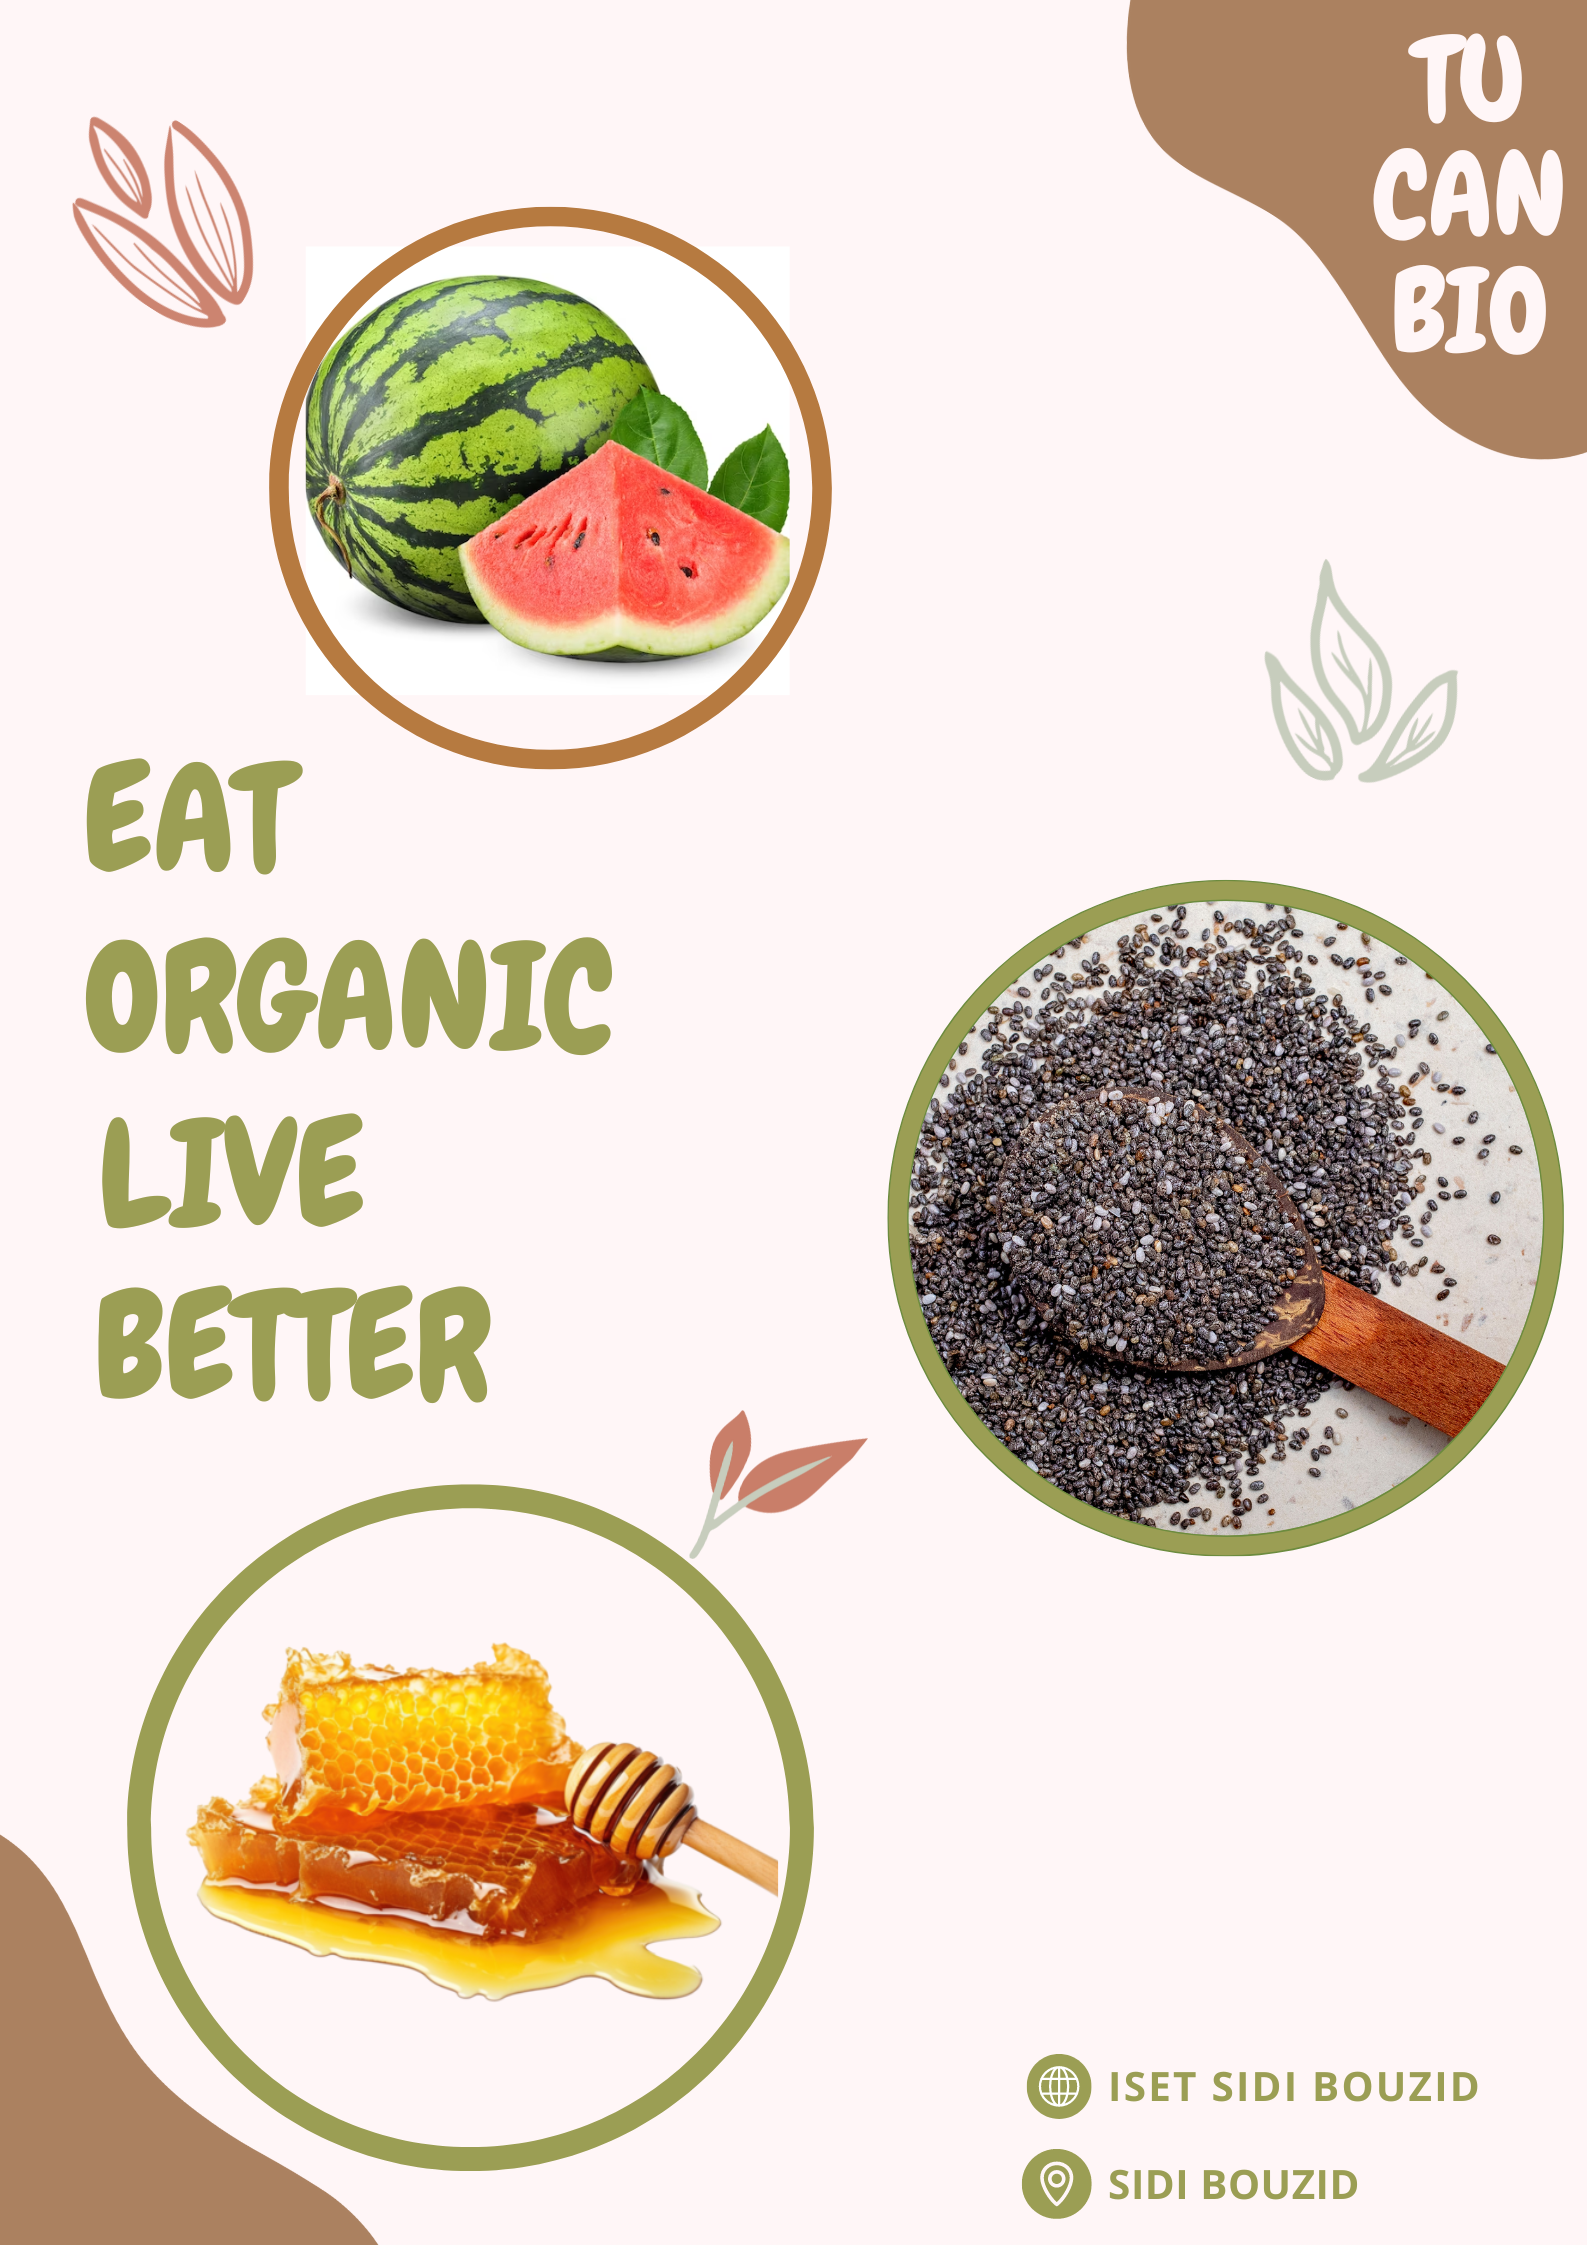 TU
CAN
BIO
EAT
ORGANIC
LIVE
BETTER
ISET SIDI BOUZID
SIDI BOUZID